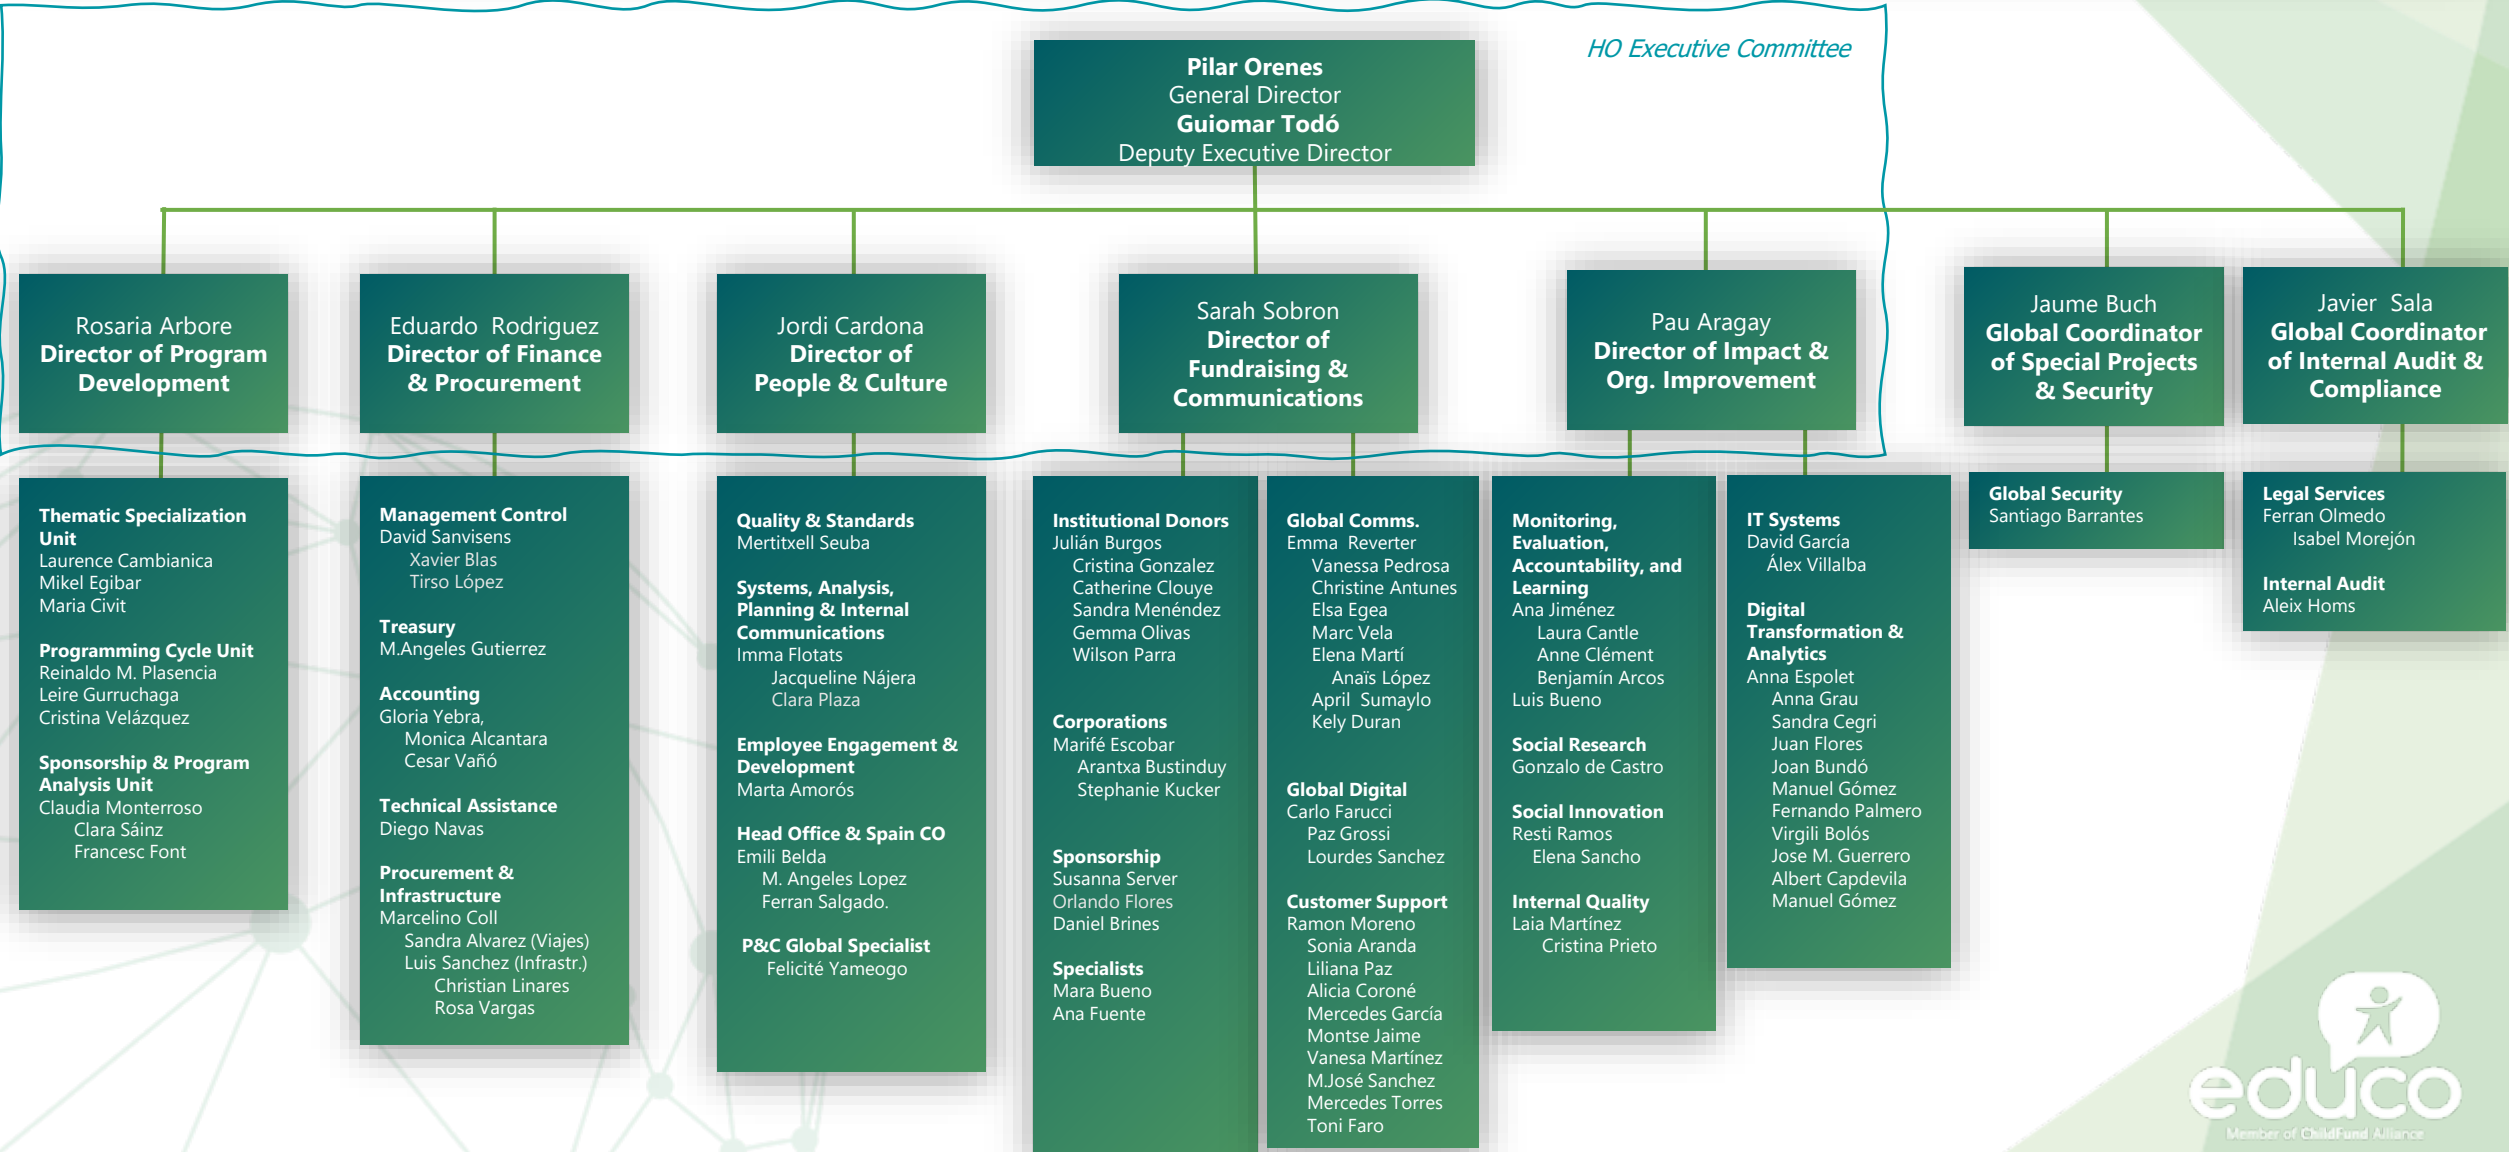 HO Executive Committee
Pilar Orenes
General Director
Guiomar Todó
Deputy Executive Director
Rosaria Arbore
Director of Program
Development
Eduardo Rodriguez
Director of Finance
& Procurement
Jordi Cardona
Director of
People & Culture
Sarah Sobron
Director of
Fundraising &
Communications
Pau Aragay
Director of Impact &
Org. Improvement
Jaume Buch
Global Coordinator
of Special Projects
& Security
Javier Sala
Global Coordinator
of Internal Audit &
Compliance
Thematic Specialization
Unit
Laurence Cambianica
Mikel Egibar
Maria Civit
Programming Cycle Unit
Reinaldo M. Plasencia
Leire Gurruchaga
Cristina Velázquez
Sponsorship & Program
Analysis Unit
Claudia Monterroso
Clara Sáinz
Francesc Font
Management Control
David Sanvisens
Xavier Blas
Tirso López
Treasury
M.Angeles Gutierrez
Accounting
Gloria Yebra,
Monica Alcantara
Cesar Vañó
Technical Assistance
Diego Navas
Procurement &
Infrastructure
Marcelino Coll
Sandra Alvarez (Viajes)
Luis Sanchez (Infrastr.)
Christian Linares
Rosa Vargas
Quality & Standards
Mertitxell Seuba
Systems, Analysis,
Planning & Internal
Communications
Imma Flotats
Jacqueline Nájera
Clara Plaza
Employee Engagement &
Development
Marta Amorós
Head Office & Spain CO
Emili Belda
M. Angeles Lopez
Ferran Salgado.
P&C Global Specialist
Felicité Yameogo
Institutional Donors
Julián Burgos
Cristina Gonzalez
Catherine Clouye
Sandra Menéndez
Gemma Olivas
Wilson Parra
Corporations
Marifé Escobar
Arantxa Bustinduy
Stephanie Kucker
Sponsorship
Susanna Server
Orlando Flores
Daniel Brines
Specialists
Mara Bueno
Ana Fuente
Global Comms.
Emma Reverter
Vanessa Pedrosa
Christine Antunes
Elsa Egea
Marc Vela
Elena Martí
Anaïs López
April Sumaylo
Kely Duran
Global Digital
Carlo Farucci
Paz Grossi
Lourdes Sanchez
Customer Support
Ramon Moreno
Sonia Aranda
Liliana Paz
Alicia Coroné
Mercedes García
Montse Jaime
Vanesa Martínez
M.José Sanchez
Mercedes Torres
Toni Faro
Monitoring,
Evaluation,
Accountability, and
Learning
Ana Jiménez
Laura Cantle
Anne Clément
Benjamín Arcos
Luis Bueno
Social Research
Gonzalo de Castro
Social Innovation
Resti Ramos
Elena Sancho
Internal Quality
Laia Martínez
Cristina Prieto
IT Systems
David García
Álex Villalba
Digital
Transformation &
Analytics
Anna Espolet
Anna Grau
Sandra Cegri
Juan Flores
Joan Bundó
Manuel Gómez
Fernando Palmero
Virgili Bolós
Jose M. Guerrero
Albert Capdevila
Manuel Gómez
Global Security
Santiago Barrantes
Legal Services
Ferran Olmedo
Isabel Morejón
Internal Audit
Aleix Homs
educo
Member of ChildFund Alliance